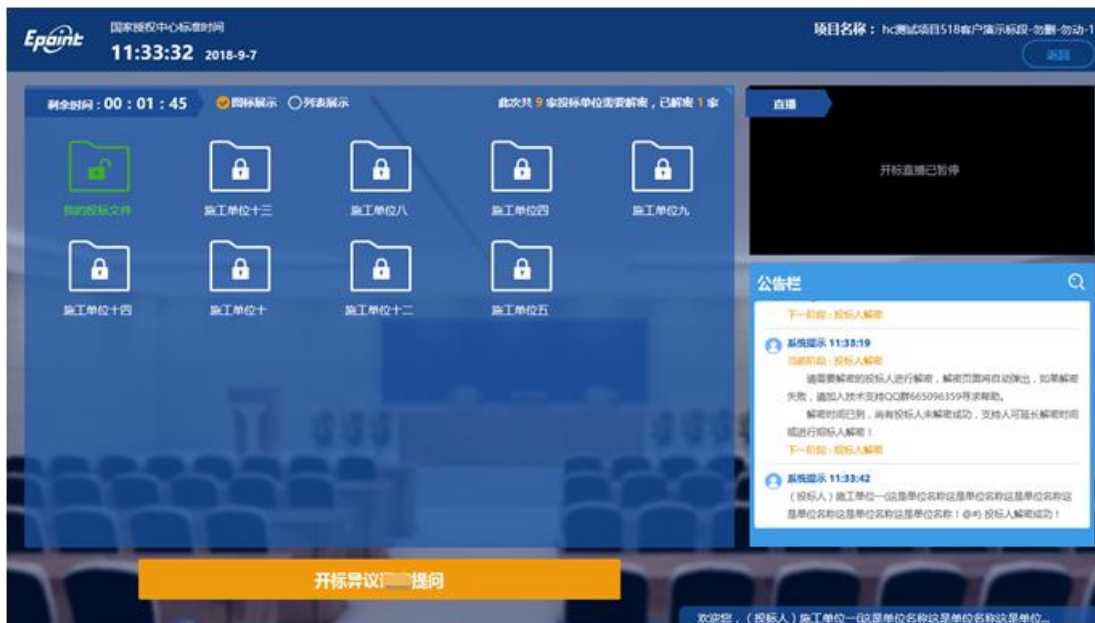 Epoint
国家授权中心标准时间
11:33:32 2018-9-7
项目名称：hc测试项目518客户演示标段-勿删-勿动-1
返回
剩余时间：00：01：45
图标展示 列表展示
此次共 9 家投标单位需要解密，已解密 1 家
直播
开标直播已暂停
我的投标文件
施工单位十三
施工单位八
施工单位四
施工单位九
施工单位十四
施工单位十
施工单位十二
施工单位五
公告栏
下一阶段：投标人解密
系统提示 11:33:19
当前阶段：投标人解密
请需要解密的投标人进行解密，解密页面将自动弹出，如果解密
失败，请加入技术支持QQ群665096359寻求帮助。
解密时间已到，尚有投标人未解密成功，支持人可延长解密时间
或进行招标人解密！
下一阶段：招标人解密
系统提示 11:33:42
（投标人）施工单位一(这是单位名称这是单位名称这是单位名称这
是单位名称这是单位名称这是单位名称！@#) 投标人解密成功！
开标异议 提问
欢迎您，（投标人）施工单位一(这是单位名称这是单位名称这是单位...